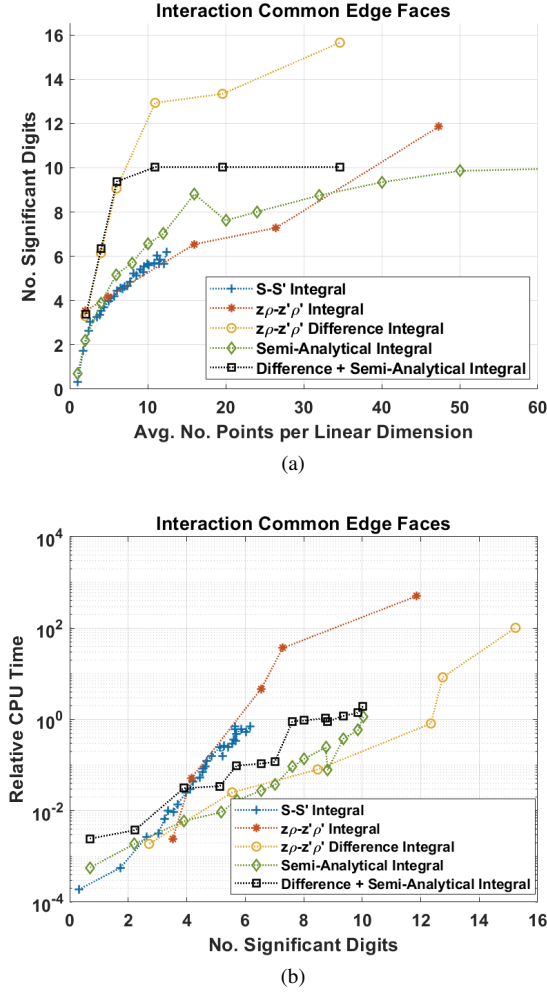 Interaction Common Edge Faces
No. Significant Digits
16
14
12
10
8
6
4
2
0
S-S' Integral
zρ-z'ρ' Integral
zρ-z'ρ' Difference Integral
Semi-Analytical Integral
Difference + Semi-Analytical Integral
0 10 20 30 40 50 60
Avg. No. Points per Linear Dimension
(a)
Interaction Common Edge Faces
Relative CPU Time
10^4
10^2
10^0
10^-2
10^-4
S-S' Integral
zρ-z'ρ' Integral
zρ-z'ρ' Difference Integral
Semi-Analytical Integral
Difference + Semi-Analytical Integral
0 2 4 6 8 10 12 14 16
No. Significant Digits
(b)